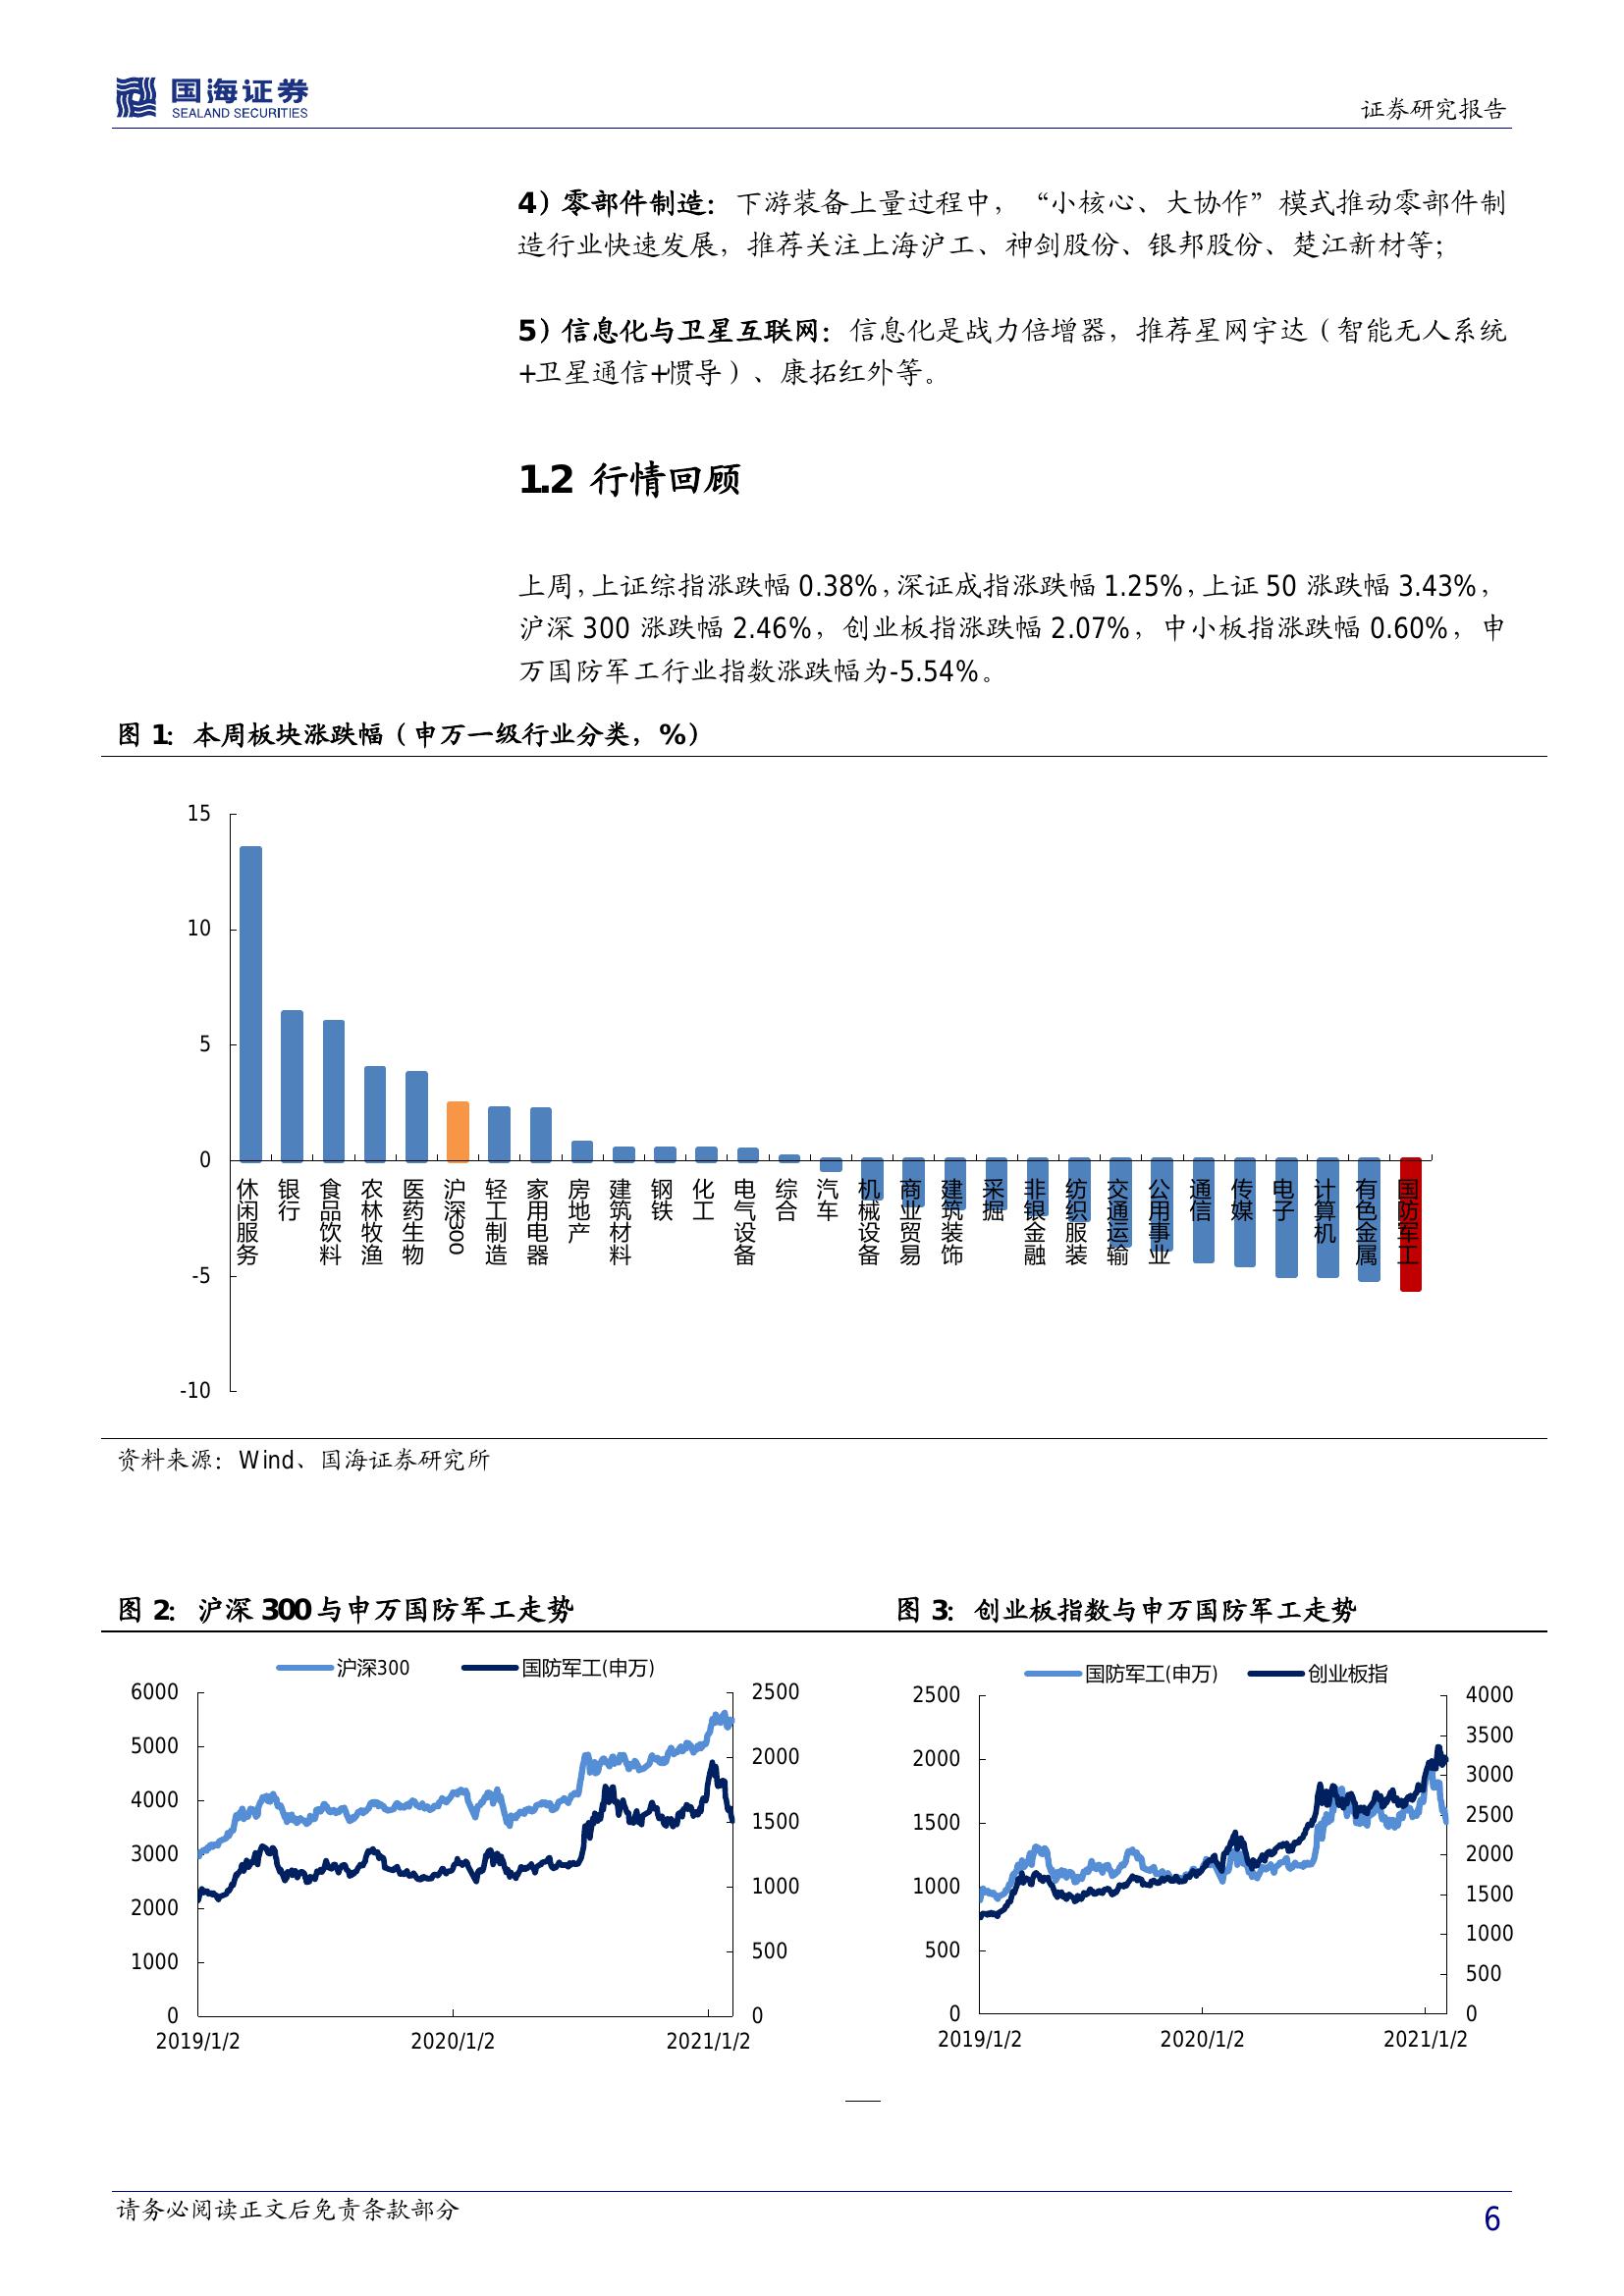 国海证券
SEALAND SECURITIES
证券研究报告
4）零部件制造：下游装备上量过程中，“小核心、大协作”模式推动零部件制
造行业快速发展，推荐关注上海沪工、神剑股份、银邦股份、楚江新材等；
5）信息化与卫星互联网：信息化是战力倍增器，推荐星网宇达（智能无人系统
+卫星通信+惯导）、康拓红外等。
1.2 行情回顾
上周，上证综指涨跌幅 0.38%，深证成指涨跌幅 1.25%，上证 50 涨跌幅 3.43%，
沪深 300 涨跌幅 2.46%，创业板指涨跌幅 2.07%，中小板指涨跌幅 0.60%，申
万国防军工行业指数涨跌幅为-5.54%。
图 1：本周板块涨跌幅（申万一级行业分类，%）
15
10
5
0
-5
-10
休闲服务
银行
食品饮料
农林牧渔
医药生物
沪深300
轻工制造
家用电器
房地产
建筑材料
钢铁
化工
电气设备
综合
汽车
机械设备
商业贸易
建筑装饰
采掘
非银金融
纺织服装
交通运输
公用事业
通信
传媒
电子
计算机
有色金属
国防军工
资料来源：Wind、国海证券研究所
图 2：沪深 300 与申万国防军工走势
沪深300
国防军工(申万)
6000
5000
4000
3000
2000
1000
0
2500
2000
1500
1000
500
0
2019/1/2
2020/1/2
2021/1/2
图 3：创业板指数与申万国防军工走势
国防军工(申万)
创业板指
2500
2000
1500
1000
500
0
4000
3500
3000
2500
2000
1500
1000
500
0
2019/1/2
2020/1/2
2021/1/2
请务必阅读正文后免责条款部分
6